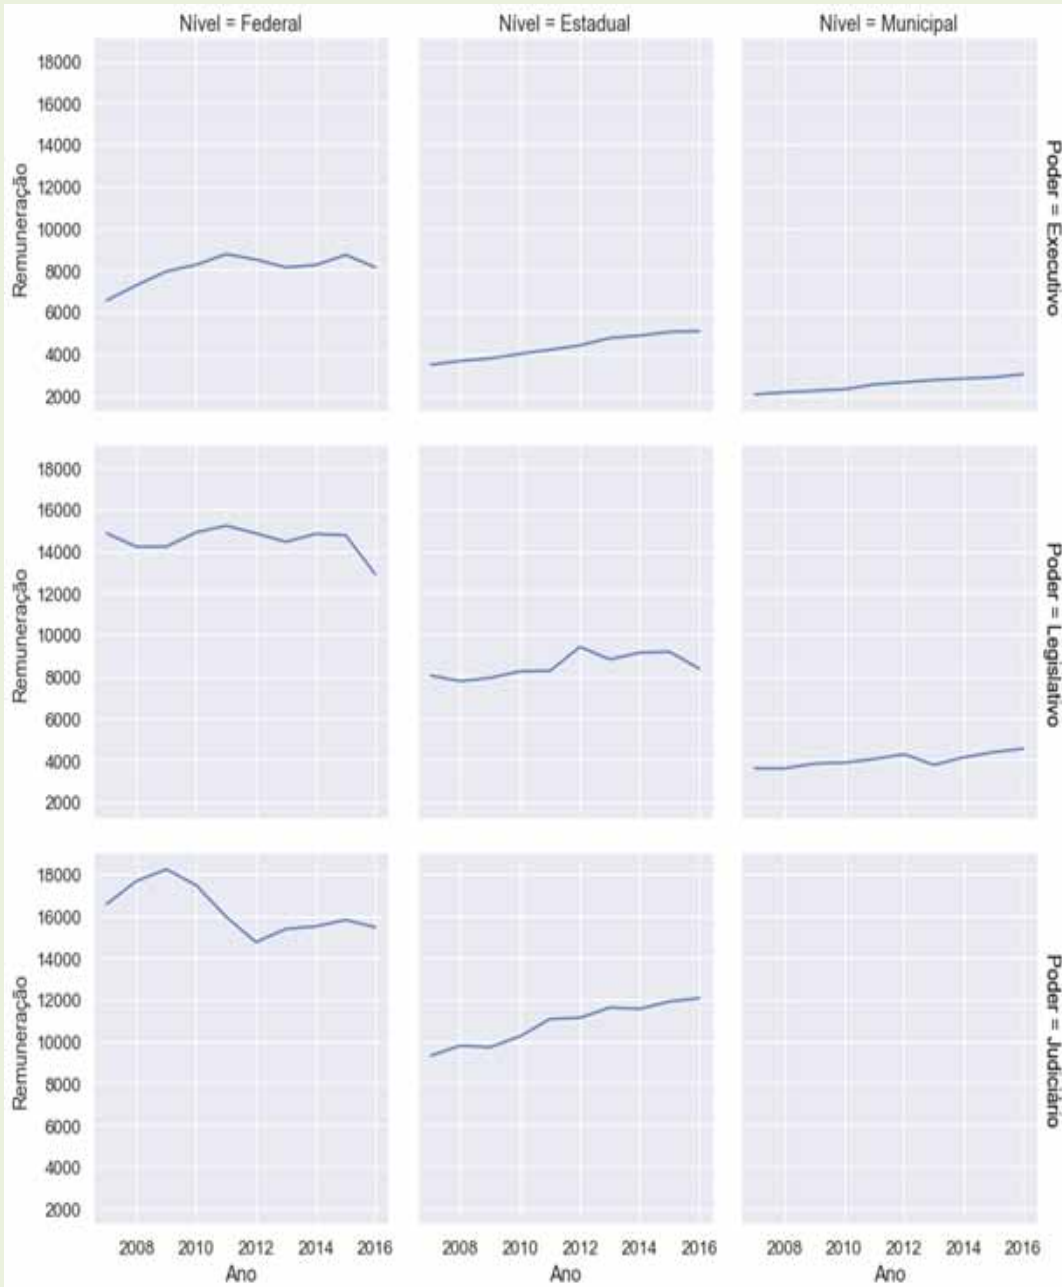 Nível = Federal
Nível = Estadual
Nível = Municipal
18000
16000
14000
12000
10000
8000
6000
4000
2000
Remuneração
Poder = Executivo
18000
16000
14000
12000
10000
8000
6000
4000
2000
Remuneração
Poder = Legislativo
18000
16000
14000
12000
10000
8000
6000
4000
2000
Remuneração
Poder = Judiciário
2008 2010 2012 2014 2016
Ano
2008 2010 2012 2014 2016
Ano
2008 2010 2012 2014 2016
Ano